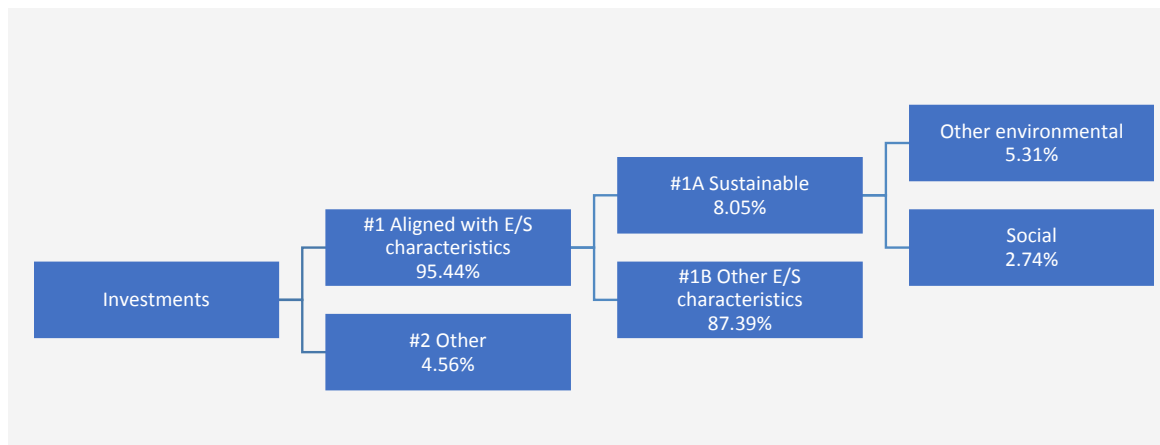 Investments
#1 Aligned with E/S
characteristics
95.44%
#2 Other
4.56%
#1A Sustainable
8.05%
#1B Other E/S
characteristics
87.39%
Other environmental
5.31%
Social
2.74%